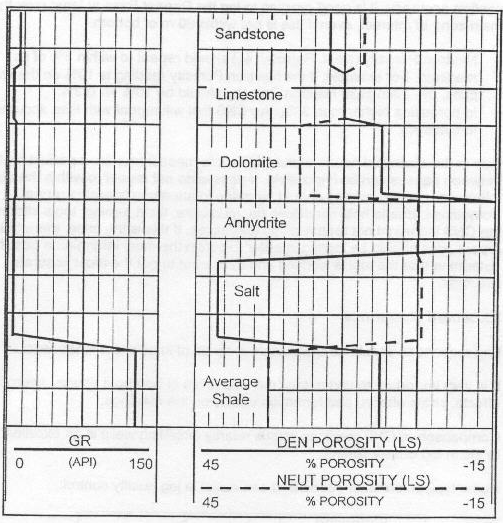 Sandstone
Limestone
Dolomite
Anhydrite
Salt
Average
Shale
GR
0 (API) 150
DEN POROSITY (LS)
45 % POROSITY -15
NEUT POROSITY (LS)
45 % POROSITY -15